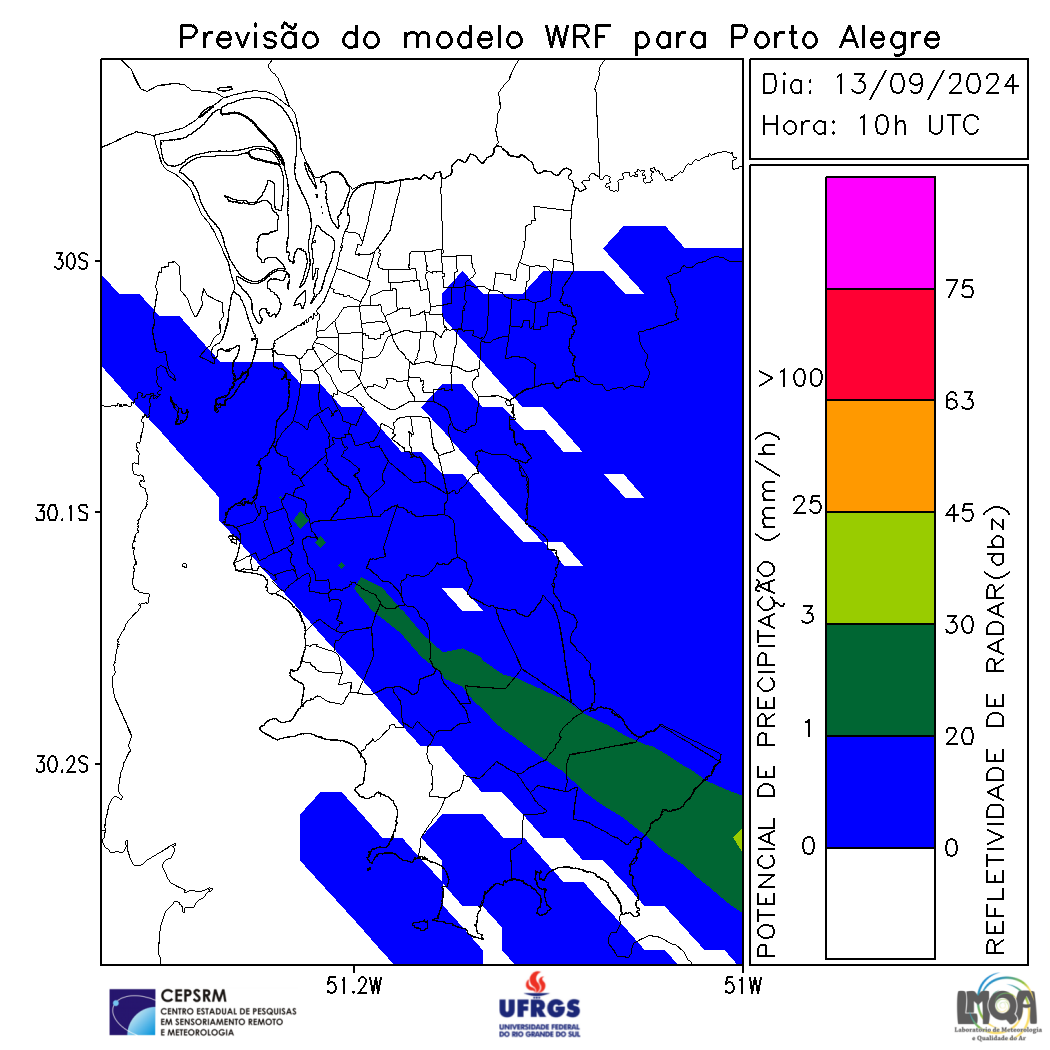 Previsão do modelo WRF para Porto Alegre
Dia: 13/09/2024
Hora: 10h UTC
30S
30.1S
30.2S
51.2W
51W
POTENCIAL DE PRECIPITAÇÃO (mm/h)
>100
25
3
1
0
75
63
45
30
20
0
REFLETIVIDADE DE RADAR(dbz)
CEPSRM
CENTRO ESTADUAL DE PESQUISAS
EM SENSORIAMENTO REMOTO
E METEOROLOGIA
UFRGS
UNIVERSIDADE FEDERAL
DO RIO GRANDE DO SUL
LMQA
Laboratório de Meteorologia
e Qualidade do Ar